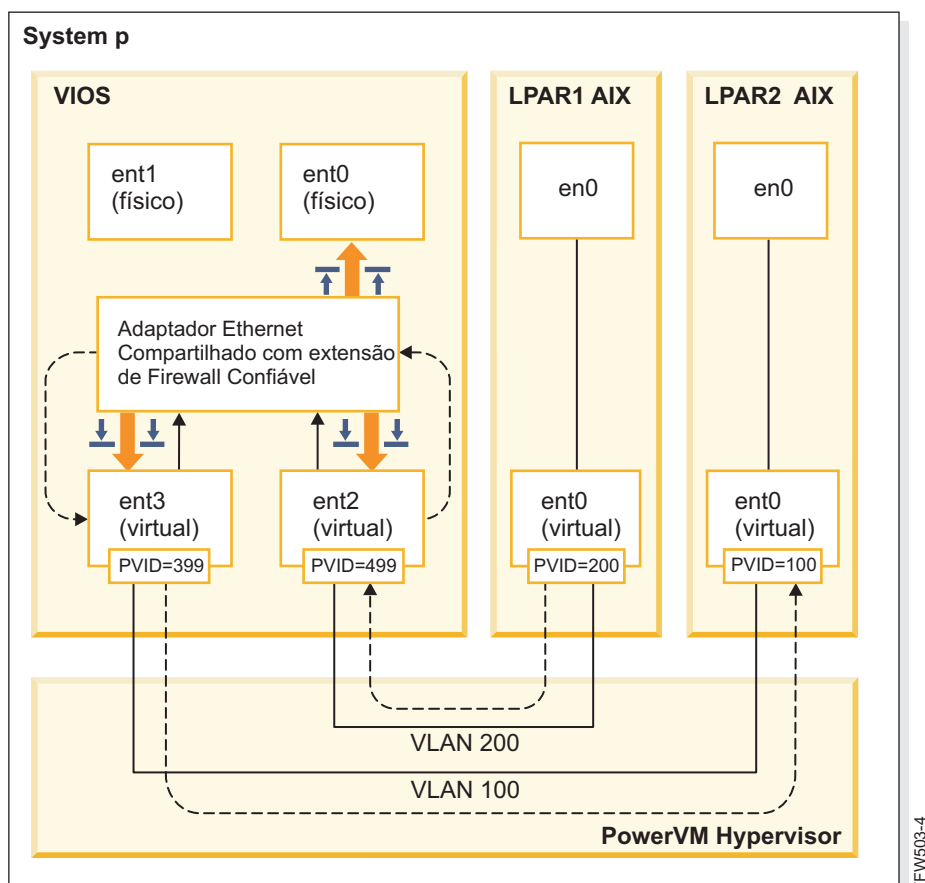 System p
VIOS
LPAR1 AIX
LPAR2 AIX
ent1
(físico)
ent0
(físico)
en0
en0
Adaptador Ethernet
Compartilhado com extensão
de Firewall Confiável
ent3
(virtual)
PVID=399
ent2
(virtual)
PVID=499
ent0
(virtual)
PVID=200
ent0
(virtual)
PVID=100
VLAN 200
VLAN 100
PowerVM Hypervisor